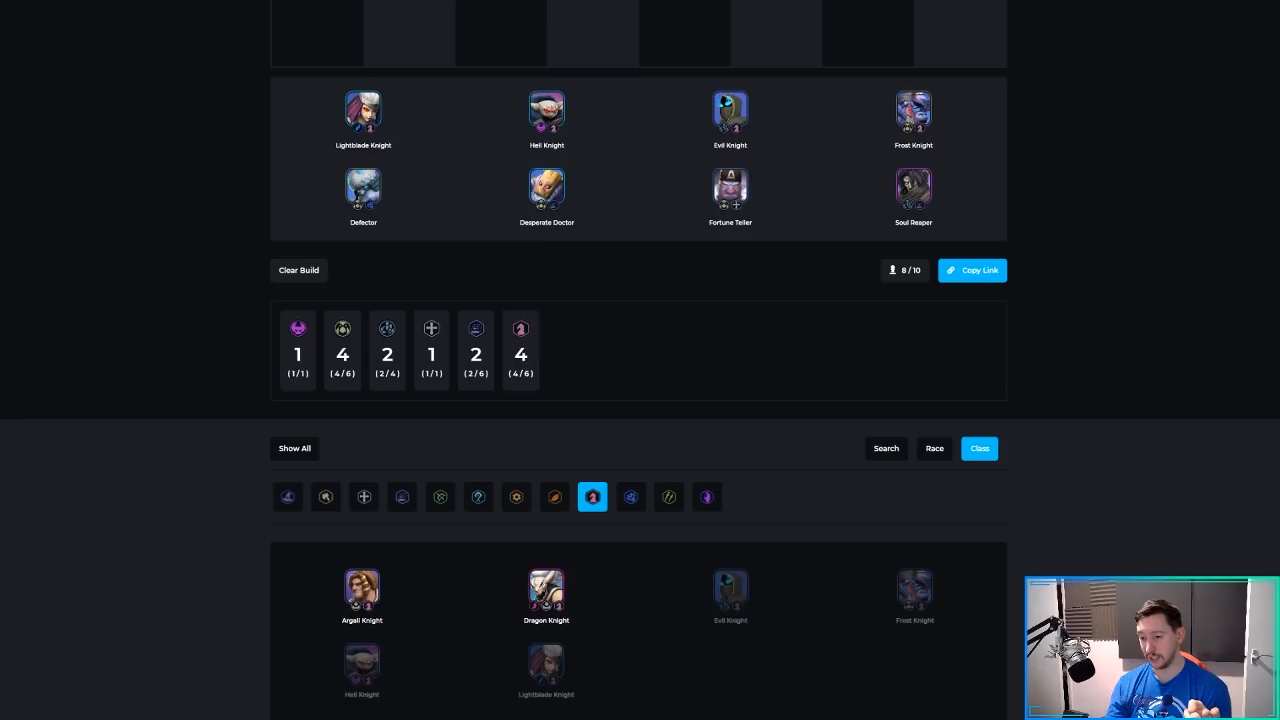 Lightblade Knight
Hell Knight
Evil Knight
Frost Knight
Defector
Desperate Doctor
Fortune Teller
Soul Reaper
Clear Build
8 / 10
Copy Link
1 4 2 1 2 4
(1/1) (4/6) (2/4) (1/1) (2/6) (4/6)
Show All
Search
Race
Class
Argali Knight
Dragon Knight
Evil Knight
Frost Knight
Hell Knight
Lightblade Knight